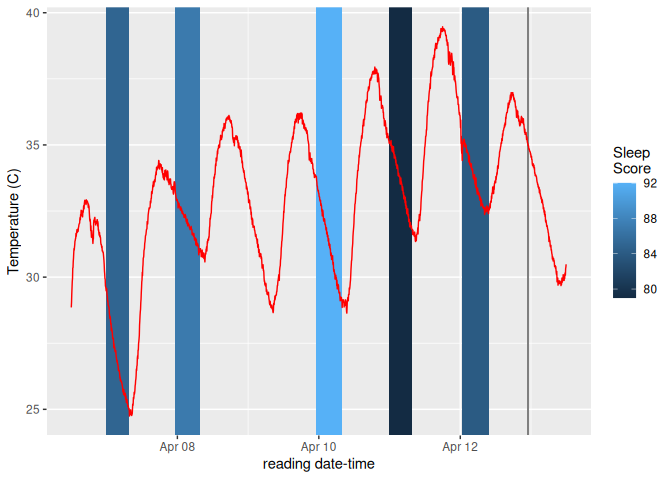 40
35
30
25
Temperature (C)
Apr 08
Apr 10
Apr 12
reading date-time
Sleep
Score
92
88
84
80